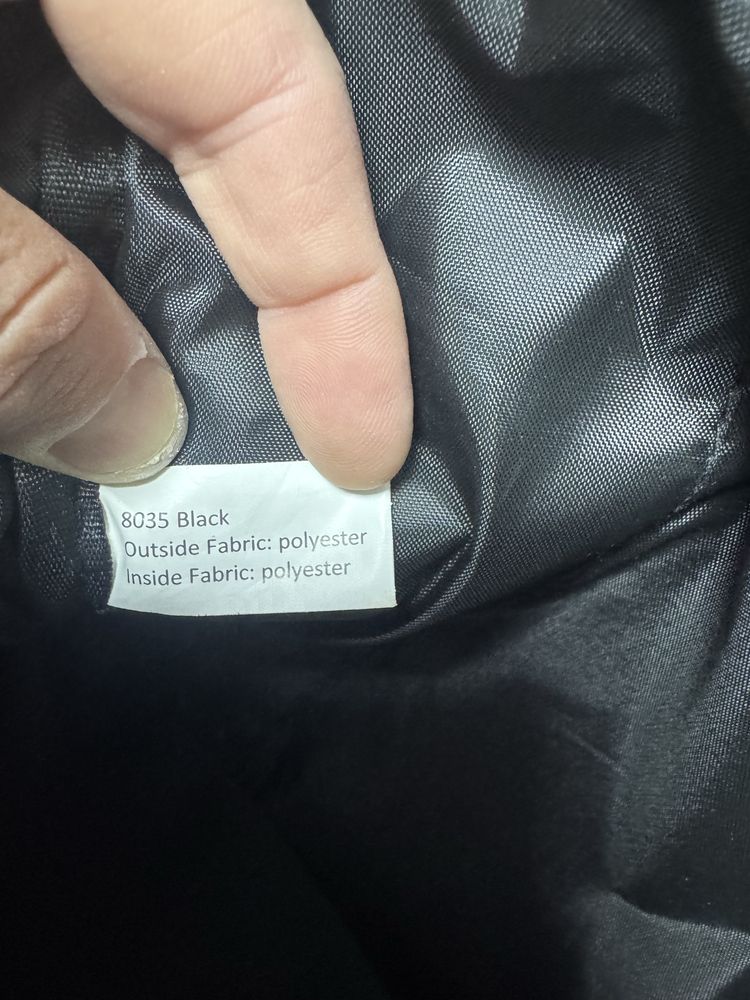 8035 Black
Outside Fabric: polyester
Inside Fabric: polyester